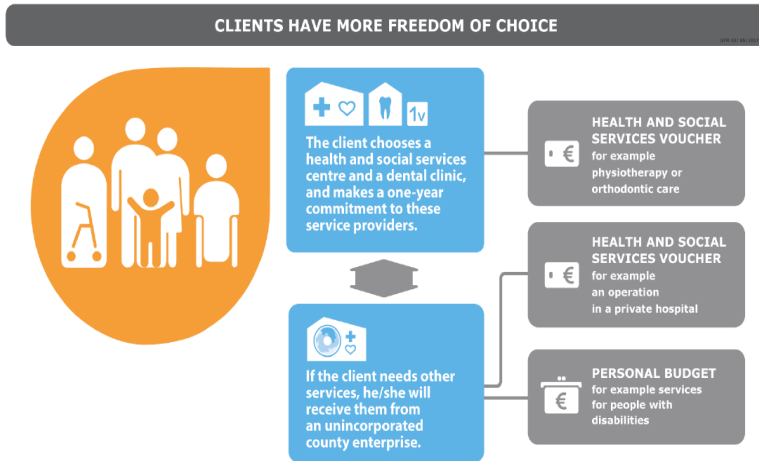 CLIENTS HAVE MORE FREEDOM OF CHOICE
1v
The client chooses a
health and social services
centre and a dental clinic,
and makes a one-year
commitment to these
service providers.
HEALTH AND SOCIAL
SERVICES VOUCHER
for example
physiotherapy or
orthodontic care
€
HEALTH AND SOCIAL
SERVICES VOUCHER
for example
an operation
in a private hospital
€
If the client needs other
services, he/she will
receive them from
an unincorporated
county enterprise.
PERSONAL BUDGET
for example services
for people with
disabilities
€